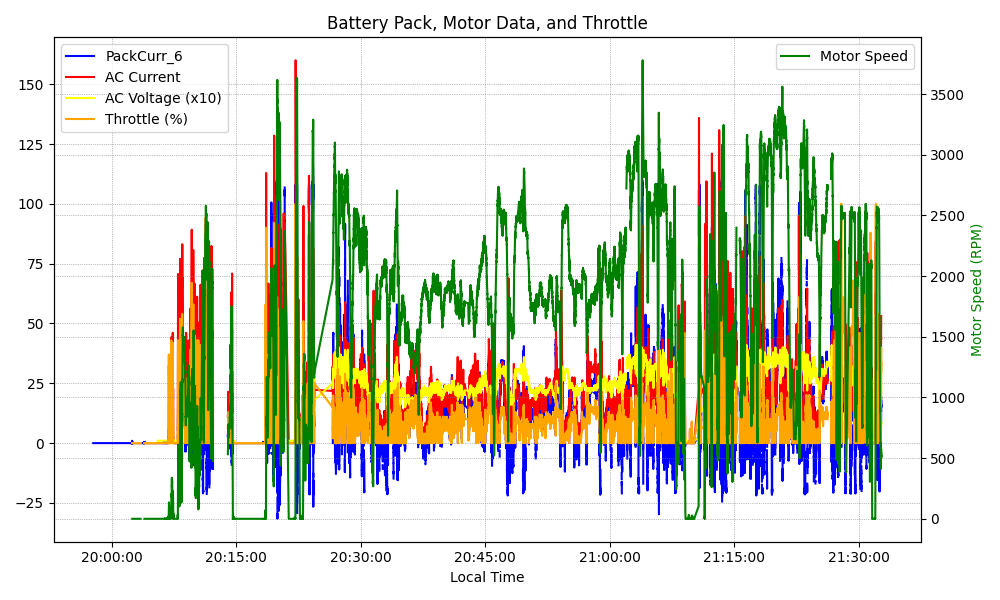 Battery Pack, Motor Data, and Throttle
PackCurr_6
AC Current
AC Voltage (x10)
Throttle (%)
Motor Speed
150
125
100
75
50
25
0
−25
3500
3000
2500
2000
1500
1000
500
0
Motor Speed (RPM)
20:00:00
20:15:00
20:30:00
20:45:00
21:00:00
21:15:00
21:30:00
Local Time